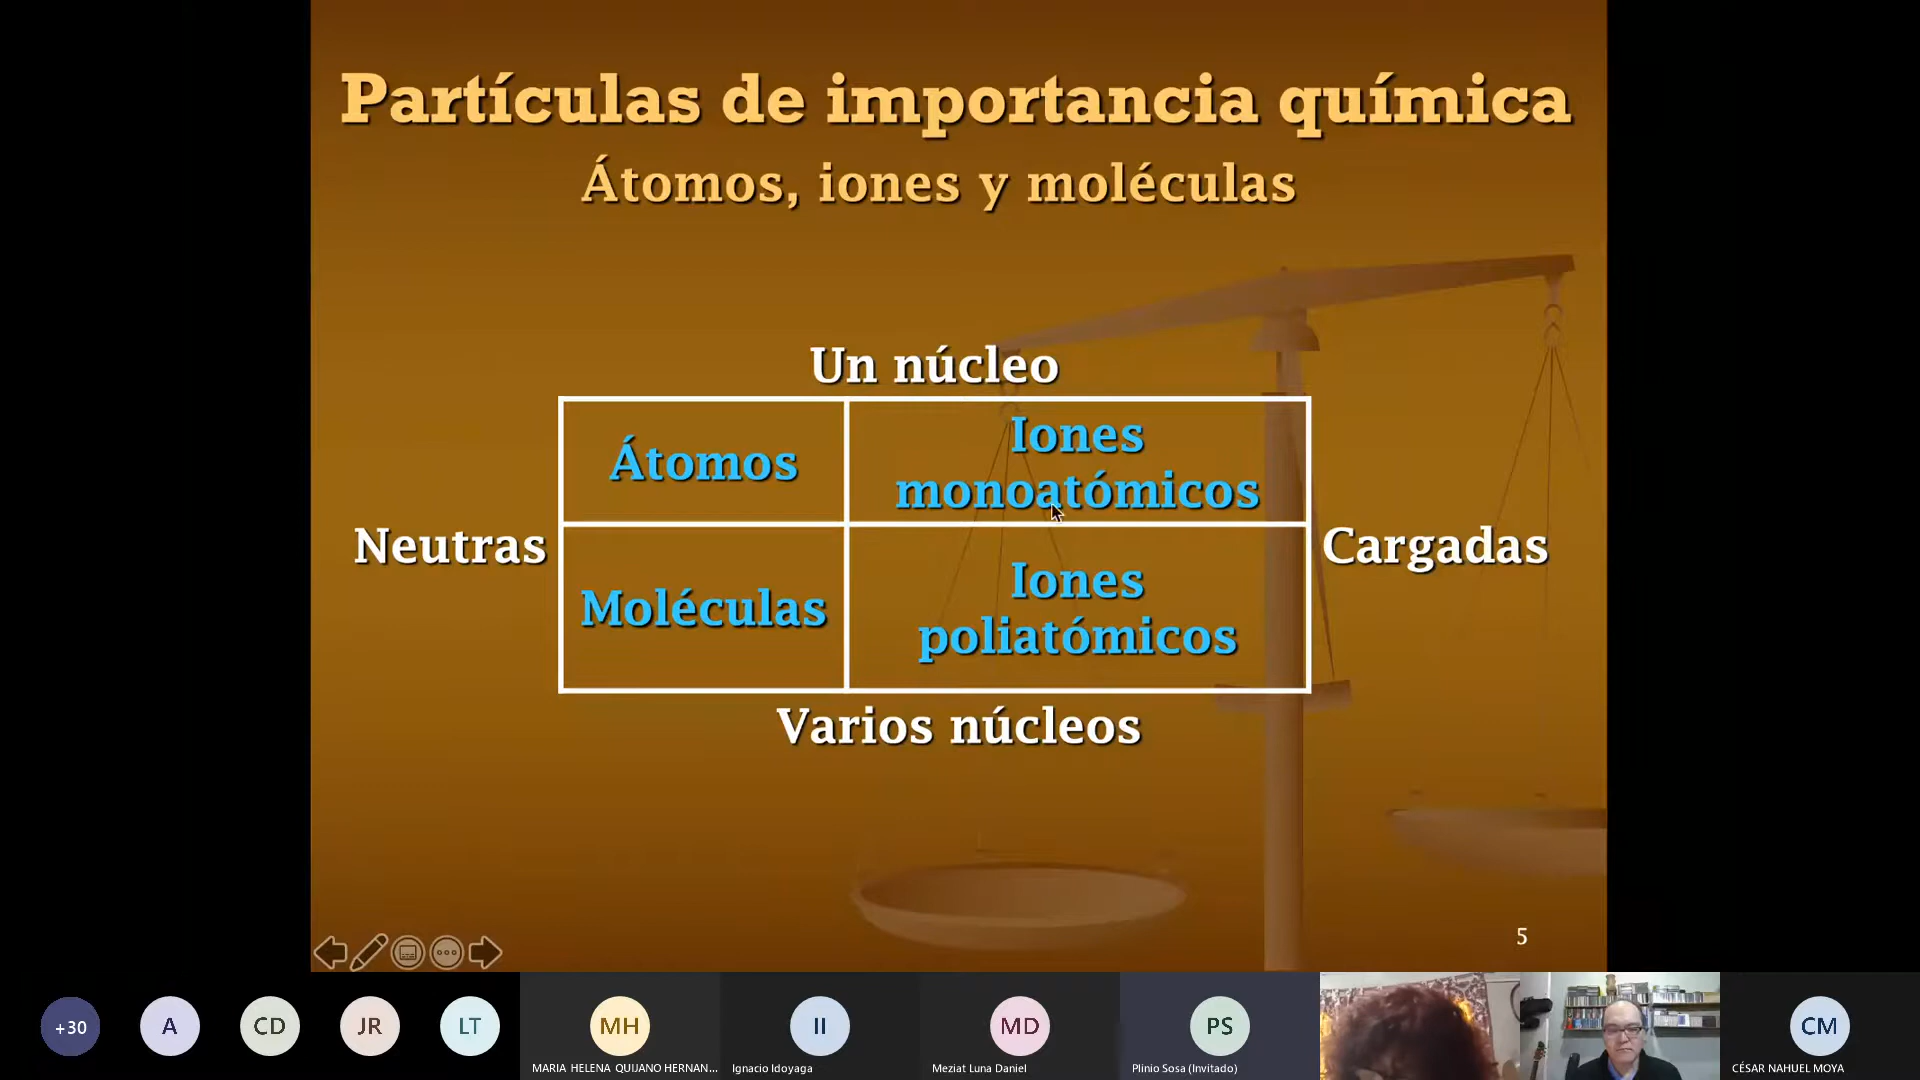 Partículas de importancia química
Átomos, iones y moléculas
Un núcleo
Átomos
Iones
monoatómicos
Neutras
Cargadas
Moléculas
Iones
poliatómicos
Varios núcleos
5
+30
A
CD
JR
LT
MH
II
MD
PS
CM
MARIA HELENA QUIJANO HERNAN...
Ignacio Idoyaga
Meziat Luna Daniel
Plinio Sosa (Invitado)
CÉSAR NAHUEL MOYA